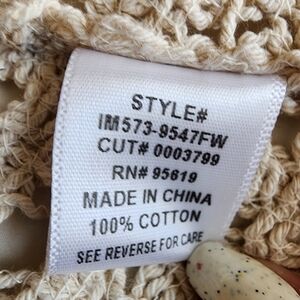 STYLE#
IM573-9547FW
CUT# 0003799
RN# 95619
MADE IN CHINA
100% COTTON
SEE REVERSE FOR CARE